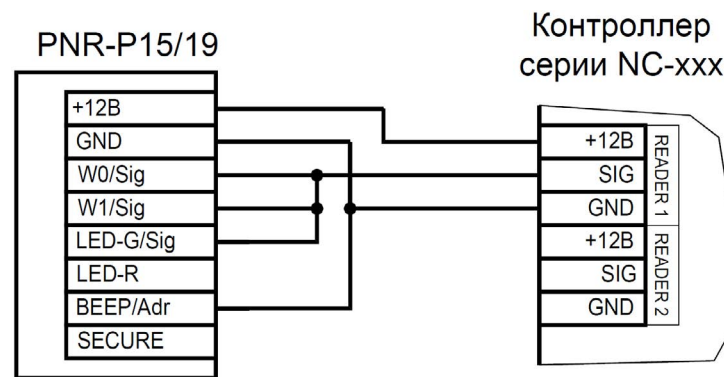 PNR-P15/19
Контроллер
серии NC-xxx
+12В
GND
W0/Sig
W1/Sig
LED-G/Sig
LED-R
BEEP/Adr
SECURE
+12В
SIG
GND
READER 1
+12В
SIG
GND
READER 2